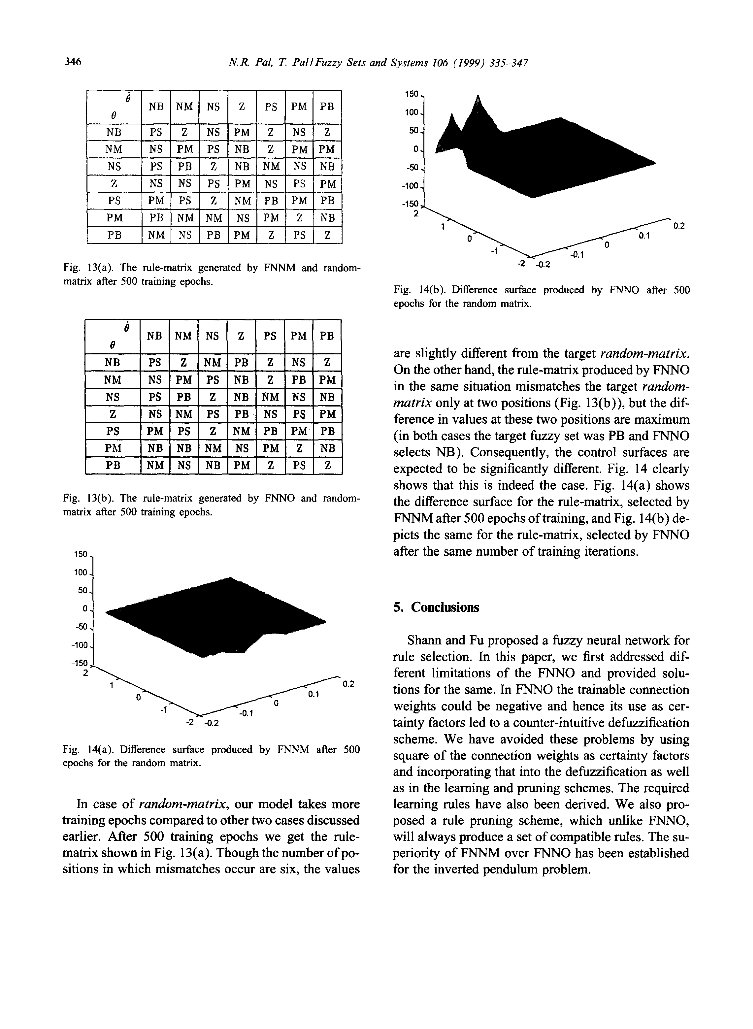 346
N.R. Pal, T. Pal / Fuzzy Sets and Systems 106 (1999) 335–347
θ̇ NB NM NS Z PS PM PB
θ
NB PS Z NS PM Z NS Z
NM NS PM PS NB Z PM PM
NS PS PB Z NB NM NS NB
Z NS NS PS PM NS PS PM
PS PM PS Z NM PB PM PB
PM PB NM NM NS PM Z NB
PB NM NS PB PM Z PS Z
Fig. 13(a). The rule-matrix generated by FNNM and random-
matrix after 500 training epochs.
θ̇ NB NM NS Z PS PM PB
θ
NB PS Z NM PB Z NS Z
NM NS PM PS NB Z PB PM
NS PS PB Z NB NM NS NB
Z NS NM PS PB NS PS PM
PS PM PS Z NM PB PM PB
PM NB NB NM NS PM Z NB
PB NM NS NB PM Z PS Z
Fig. 13(b). The rule-matrix generated by FNNO and random-
matrix after 500 training epochs.
150
100
50
0
-50
-100
-150
2
1
0
-1
-2
-0.2
-0.1
0
0.1
0.2
Fig. 14(a). Difference surface produced by FNNM after 500
epochs for the random matrix.
In case of random-matrix, our model takes more
training epochs compared to other two cases discussed
earlier. After 500 training epochs we get the rule-
matrix shown in Fig. 13(a). Though the number of po-
sitions in which mismatches occur are six, the values
150
100
50
0
-50
-100
-150
2
1
0
-1
-2
-0.2
-0.1
0
0.1
0.2
Fig. 14(b). Difference surface produced by FNNO after 500
epochs for the random matrix.
are slightly different from the target random-matrix.
On the other hand, the rule-matrix produced by FNNO
in the same situation mismatches the target random-
matrix only at two positions (Fig. 13(b)), but the dif-
ference in values at these two positions are maximum
(in both cases the target fuzzy set was PB and FNNO
selects NB). Consequently, the control surfaces are
expected to be significantly different. Fig. 14 clearly
shows that this is indeed the case. Fig. 14(a) shows
the difference surface for the rule-matrix, selected by
FNNM after 500 epochs of training, and Fig. 14(b) de-
picts the same for the rule-matrix, selected by FNNO
after the same number of training iterations.
5. Conclusions
Shann and Fu proposed a fuzzy neural network for
rule selection. In this paper, we first addressed dif-
ferent limitations of the FNNO and provided solu-
tions for the same. In FNNO the trainable connection
weights could be negative and hence its use as cer-
tainty factors led to a counter-intuitive defuzzification
scheme. We have avoided these problems by using
square of the connection weights as certainty factors
and incorporating that into the defuzzification as well
as in the learning and pruning schemes. The required
learning rules have also been derived. We also pro-
posed a rule pruning scheme, which unlike FNNO,
will always produce a set of compatible rules. The su-
periority of FNNM over FNNO has been established
for the inverted pendulum problem.